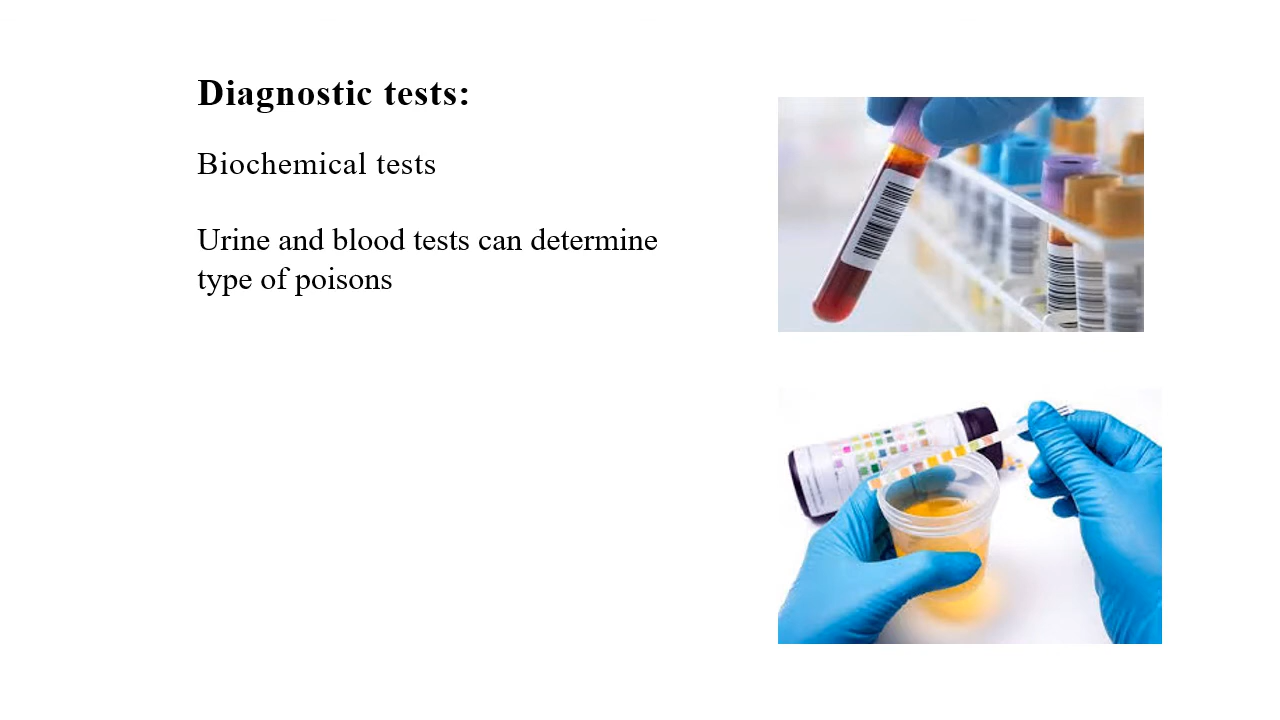 Diagnostic tests:
Biochemical tests
Urine and blood tests can determine
type of poisons